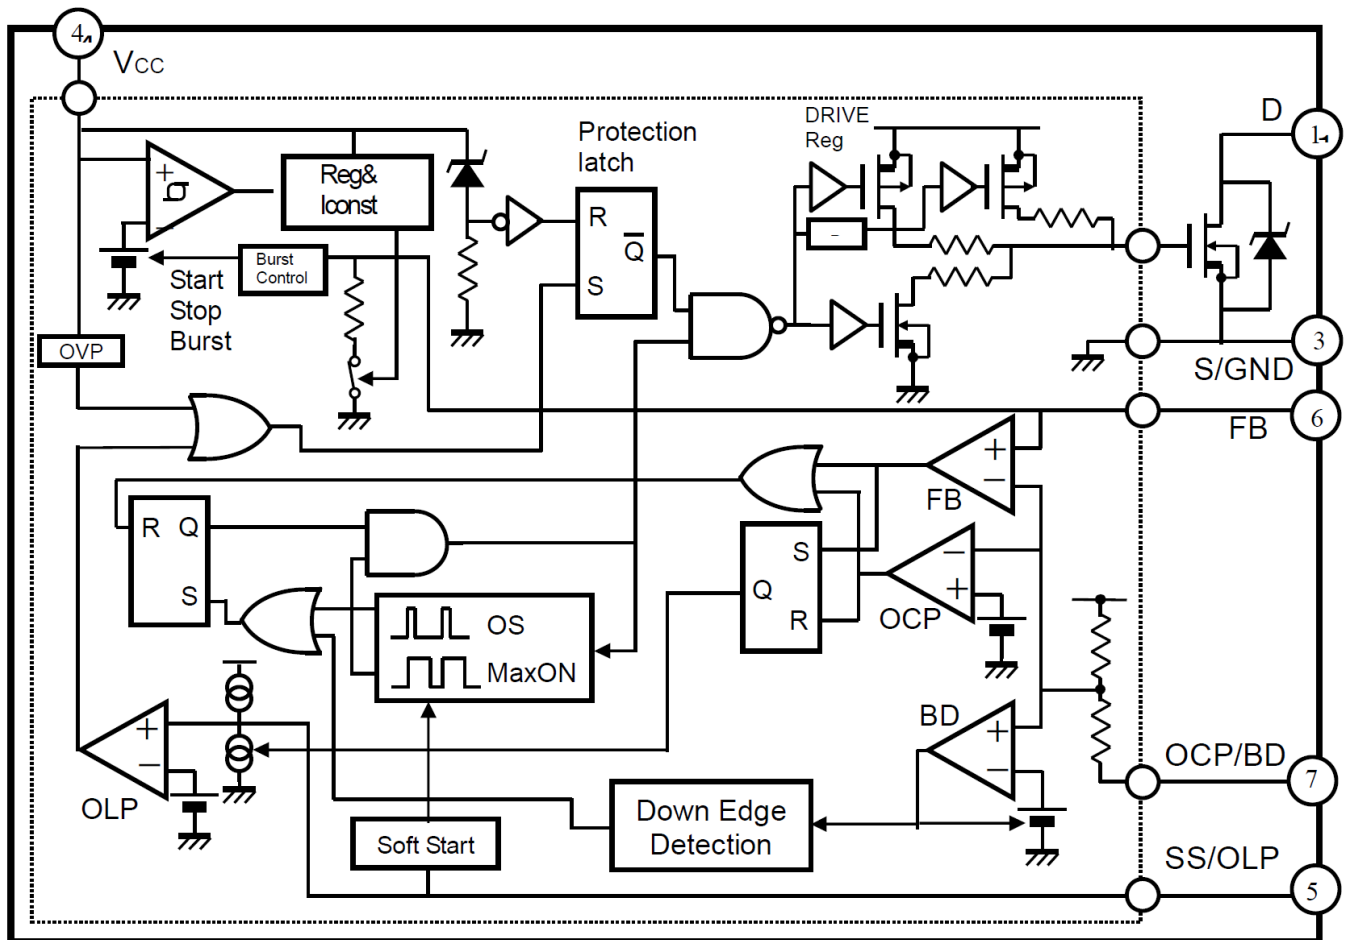 4
VCC
D
1
DRIVE
Reg
Protection
latch
+
−
Reg&
Iconst
R
Q
S
−
Burst
Control
Start
Stop
Burst
OVP
3
S/GND
6
FB
+
−
FB
R
Q
S
S
Q
R
−
+
OCP
OS
MaxON
+
−
OLP
BD
+
−
OCP/BD
7
Down Edge
Detection
Soft Start
SS/OLP
5